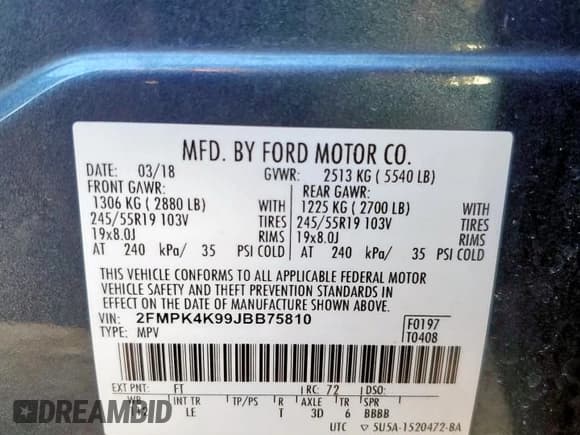 MFD. BY FORD MOTOR CO.
DATE: 03/18 GVWR: 2513 KG ( 5540 LB)
FRONT GAWR: REAR GAWR:
1306 KG ( 2880 LB) WITH 1225 KG ( 2700 LB) WITH
245/55R19 103V TIRES 245/55R19 103V TIRES
19x8.0J RIMS 19x8.0J RIMS
AT 240 kPa/ 35 PSI COLD AT 240 kPa/ 35 PSI COLD
THIS VEHICLE CONFORMS TO ALL APPLICABLE FEDERAL MOTOR
VEHICLE SAFETY AND THEFT PREVENTION STANDARDS IN
EFFECT ON THE DATE OF MANUFACTURE SHOWN ABOVE.
VIN: 2FMPK4K99JBB75810 F0197
TYPE: MPV T0408
EXT PNT: FT RC: 72 DSO:
WB INT TR TP/PS R AXLE TR SPR
LE T 3D 6 BBBB
UTC 5U5A-1520472-BA
DREAMBID